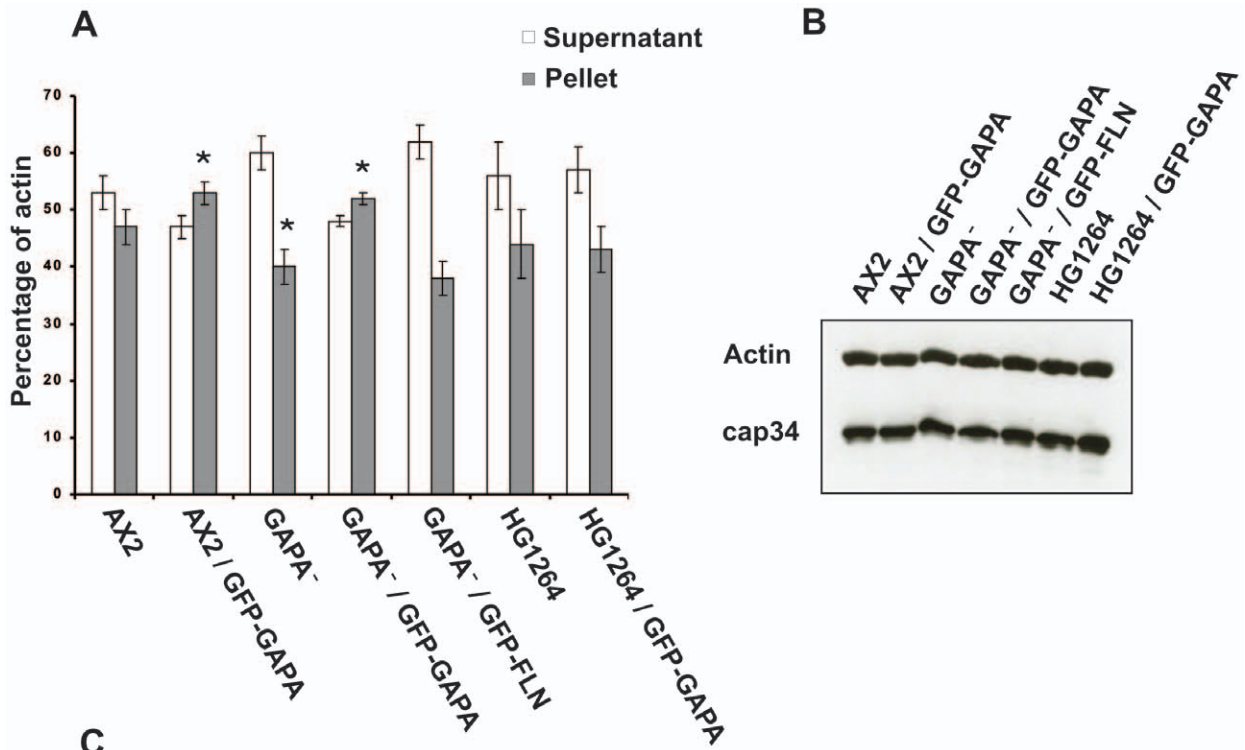 A
Supernatant
Pellet
Percentage of actin
70
60
50
40
30
20
10
0
*
*
*
AX2
AX2 / GFP-GAPA
GAPA⁻
GAPA⁻ / GFP-GAPA
GAPA⁻ / GFP-FLN
HG1264
HG1264 / GFP-GAPA
B
AX2
AX2 / GFP-GAPA
GAPA⁻
GAPA⁻ / GFP-GAPA
GAPA⁻ / GFP-FLN
HG1264
HG1264 / GFP-GAPA
Actin
cap34
C